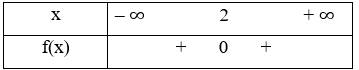 x – ∞ 2 + ∞
f(x) + 0 +